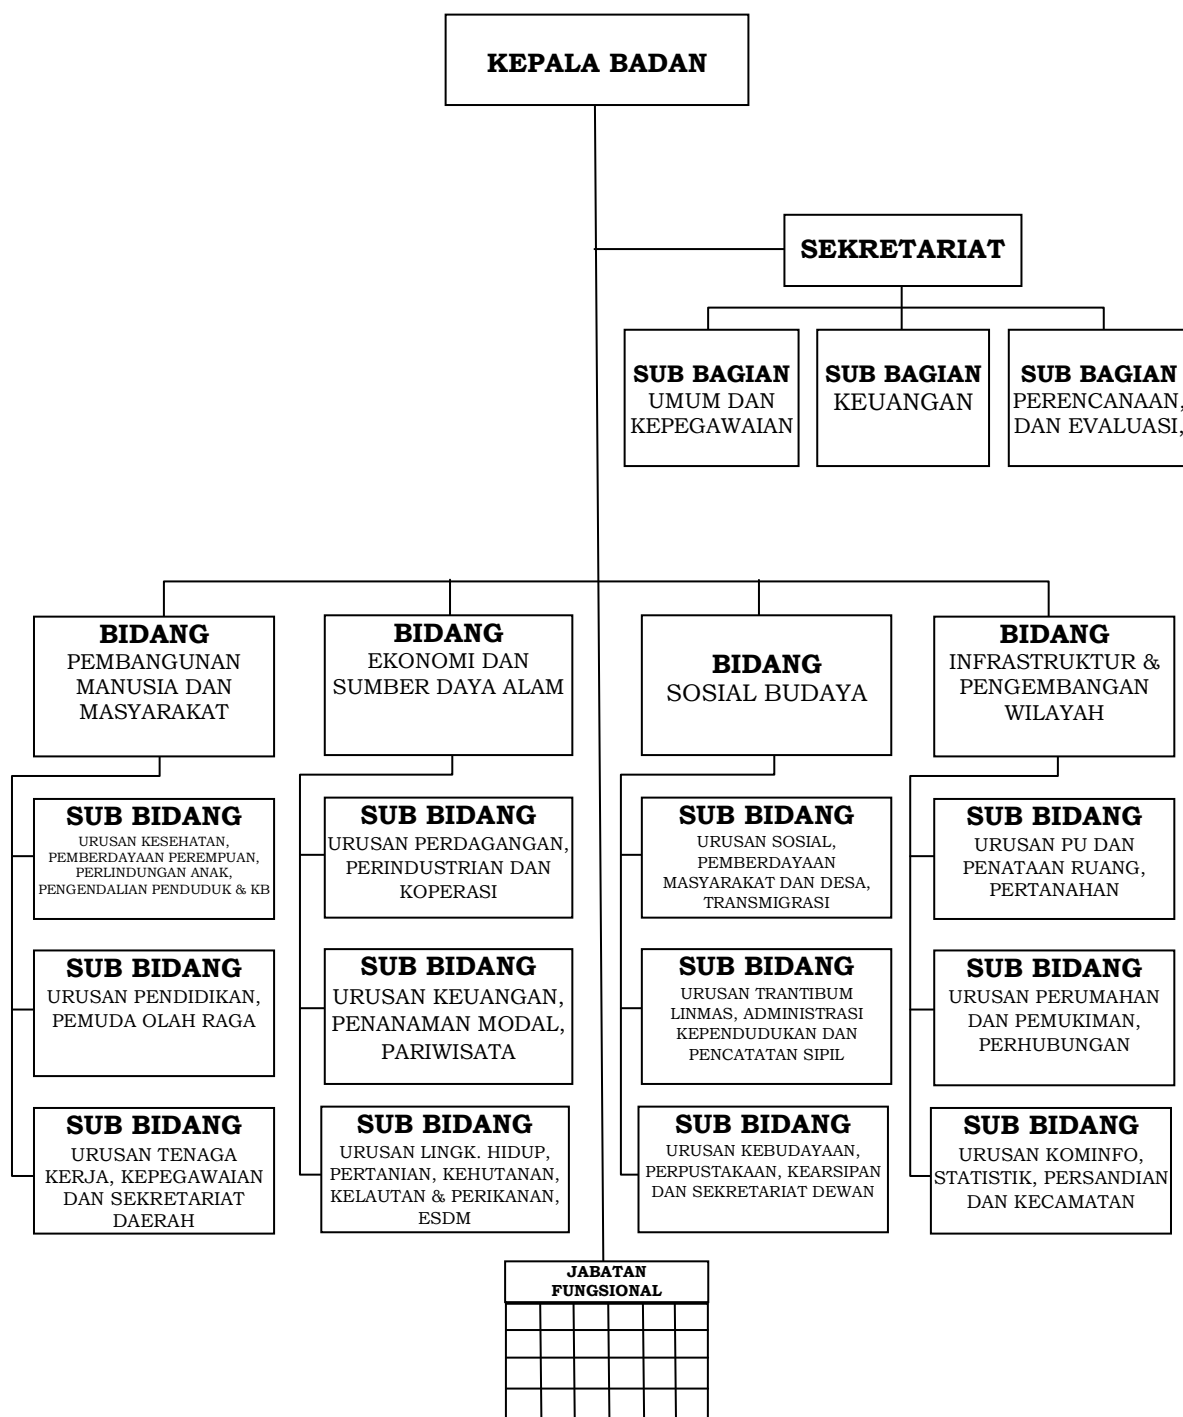 KEPALA BADAN
SEKRETARIAT
SUB BAGIAN
UMUM DAN
KEPEGAWAIAN
SUB BAGIAN
KEUANGAN
SUB BAGIAN
PERENCANAAN,
DAN EVALUASI,
BIDANG
PEMBANGUNAN
MANUSIA DAN
MASYARAKAT
BIDANG
EKONOMI DAN
SUMBER DAYA ALAM
BIDANG
SOSIAL BUDAYA
BIDANG
INFRASTRUKTUR &
PENGEMBANGAN
WILAYAH
SUB BIDANG
URUSAN KESEHATAN,
PEMBERDAYAAN PEREMPUAN,
PERLINDUNGAN ANAK,
PENGENDALIAN PENDUDUK & KB
SUB BIDANG
URUSAN PERDAGANGAN,
PERINDUSTRIAN DAN
KOPERASI
SUB BIDANG
URUSAN SOSIAL,
PEMBERDAYAAN
MASYARAKAT DAN DESA,
TRANSMIGRASI
SUB BIDANG
URUSAN PU DAN
PENATAAN RUANG,
PERTANAHAN
SUB BIDANG
URUSAN PENDIDIKAN,
PEMUDA OLAH RAGA
SUB BIDANG
URUSAN KEUANGAN,
PENANAMAN MODAL,
PARIWISATA
SUB BIDANG
URUSAN TRANTIBUM
LINMAS, ADMINISTRASI
KEPENDUDUKAN DAN
PENCATATAN SIPIL
SUB BIDANG
URUSAN PERUMAHAN
DAN PEMUKIMAN,
PERHUBUNGAN
SUB BIDANG
URUSAN TENAGA
KERJA, KEPEGAWAIAN
DAN SEKRETARIAT
DAERAH
SUB BIDANG
URUSAN LINGK. HIDUP,
PERTANIAN, KEHUTANAN,
KELAUTAN & PERIKANAN,
ESDM
SUB BIDANG
URUSAN KEBUDAYAAN,
PERPUSTAKAAN, KEARSIPAN
DAN SEKRETARIAT DEWAN
SUB BIDANG
URUSAN KOMINFO,
STATISTIK, PERSANDIAN
DAN KECAMATAN
JABATAN
FUNGSIONAL